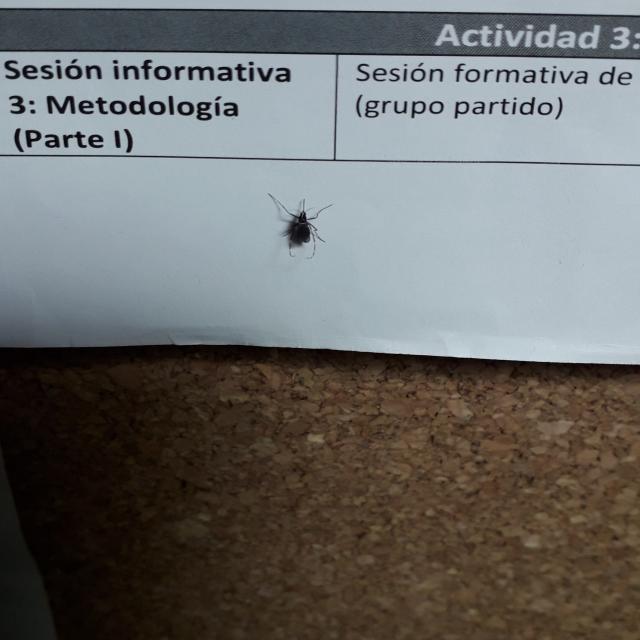 Actividad 3:
Sesión informativa
3: Metodología
(Parte I)
Sesión formativa de
(grupo partido)